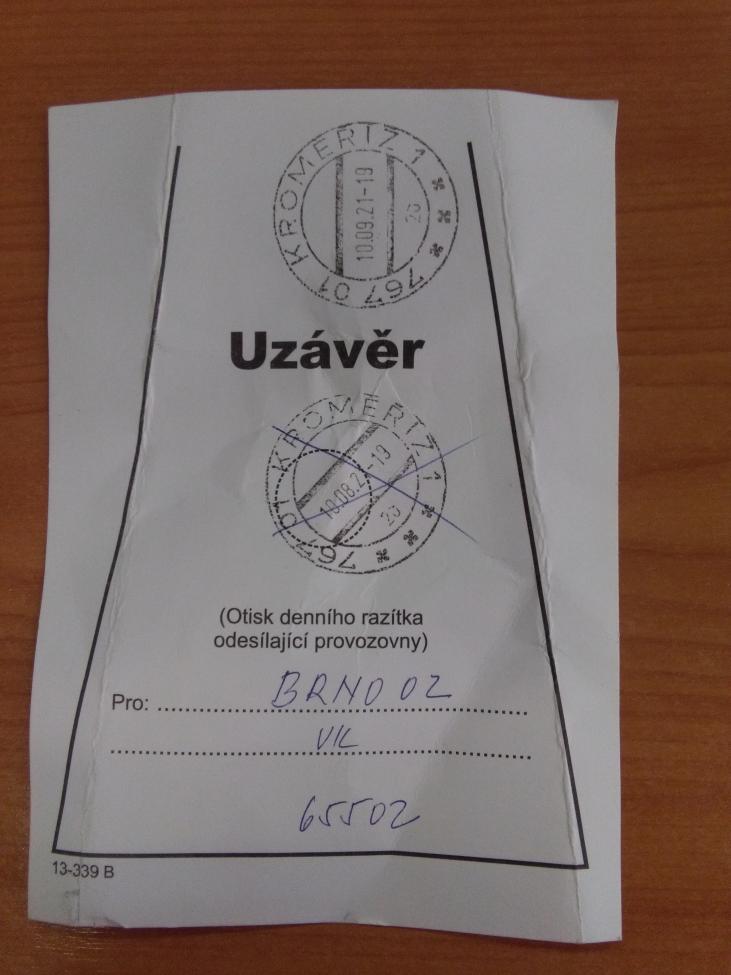 KROMĚŘÍŽ 1
10.09.21-19
20
767 01
Uzávěr
KROMĚŘÍŽ 1
10.08.21-19
20
767 01
(Otisk denního razítka
odesílající provozovny)
Pro: BRNO 02
65502
13-339 B